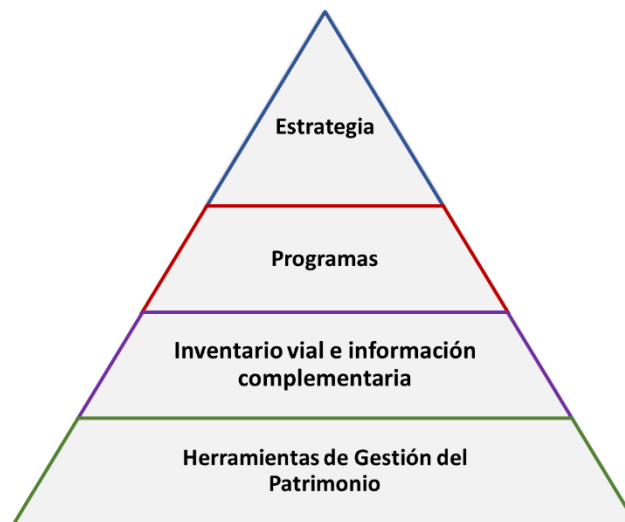 Estrategia
Programas
Inventario vial e información
complementaria
Herramientas de Gestión del
Patrimonio